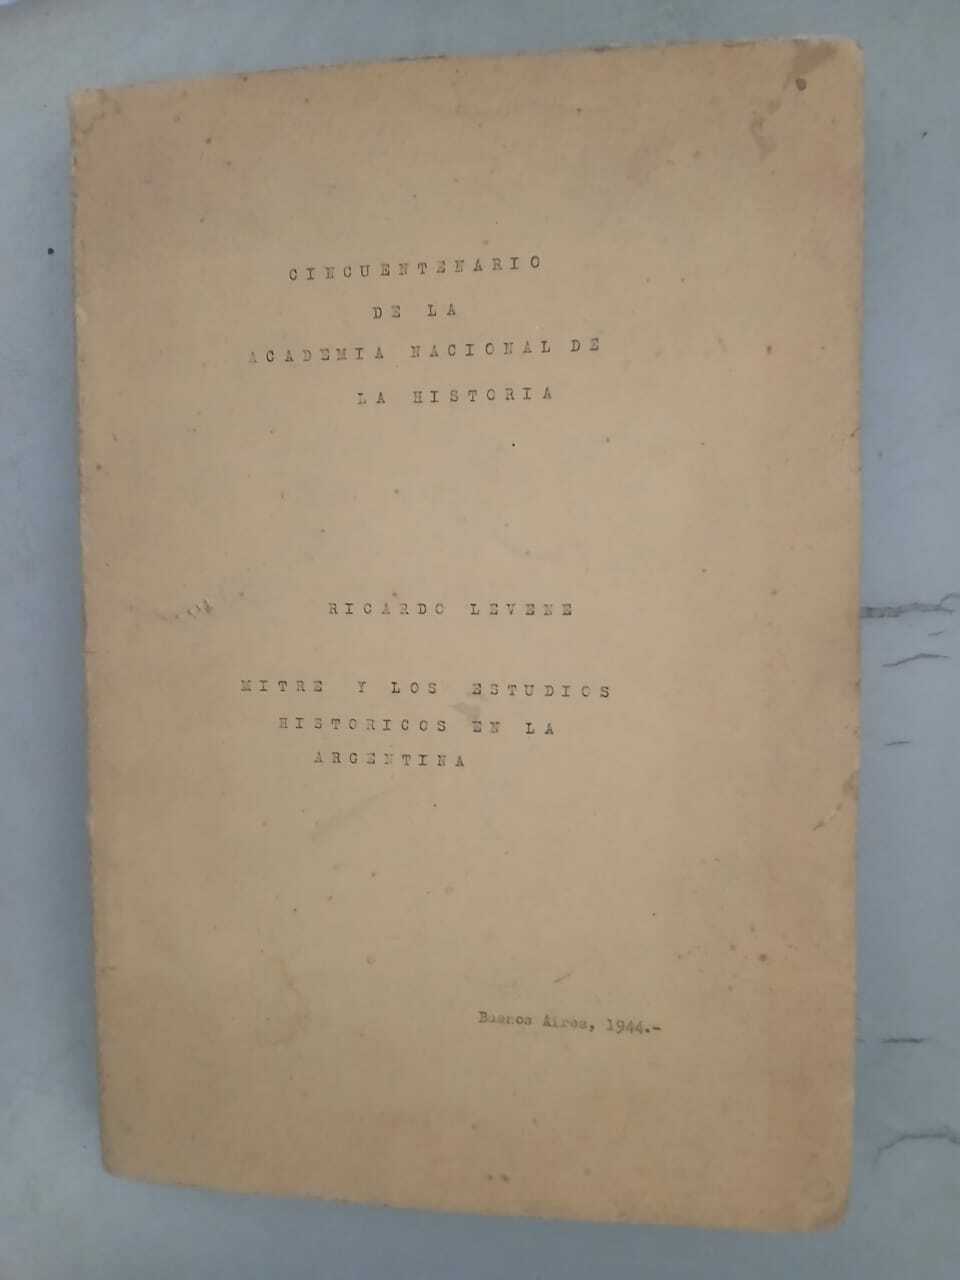 CINCUENTENARIO
DE LA
ACADEMIA NACIONAL DE
LA HISTORIA
RICARDO LEVENE
MITRE Y LOS ESTUDIOS
HISTORICOS EN LA
ARGENTINA
Buenos Aires, 1944.-